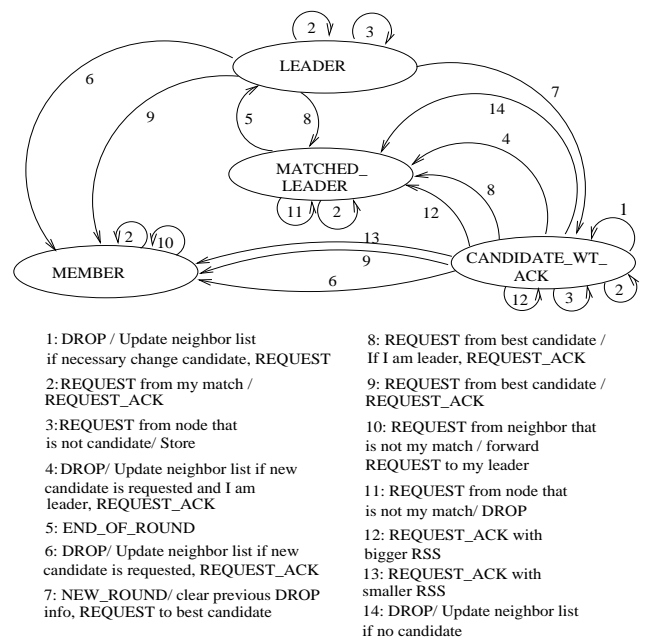 2
3
LEADER
6
7
9
14
5
8
4
MATCHED_
LEADER
8
1
11
2
12
2
10
13
CANDIDATE_WT_
ACK
9
MEMBER
6
12
3
2
1: DROP / Update neighbor list
if necessary change candidate, REQUEST
2:REQUEST from my match /
REQUEST_ACK
3:REQUEST from node that
is not candidate/ Store
4:DROP/ Update neighbor list if new
candidate is requested and I am
leader, REQUEST_ACK
5: END_OF_ROUND
6: DROP/ Update neighbor list if new
candidate is requested, REQUEST_ACK
7: NEW_ROUND/ clear previous DROP
info, REQUEST to best candidate
8: REQUEST from best candidate /
If I am leader, REQUEST_ACK
9: REQUEST from best candidate /
REQUEST_ACK
10: REQUEST from neighbor that
is not my match / forward
REQUEST to my leader
11: REQUEST from node that
is not my match/ DROP
12: REQUEST_ACK with
bigger RSS
13: REQUEST_ACK with
smaller RSS
14: DROP/ Update neighbor list
if no candidate